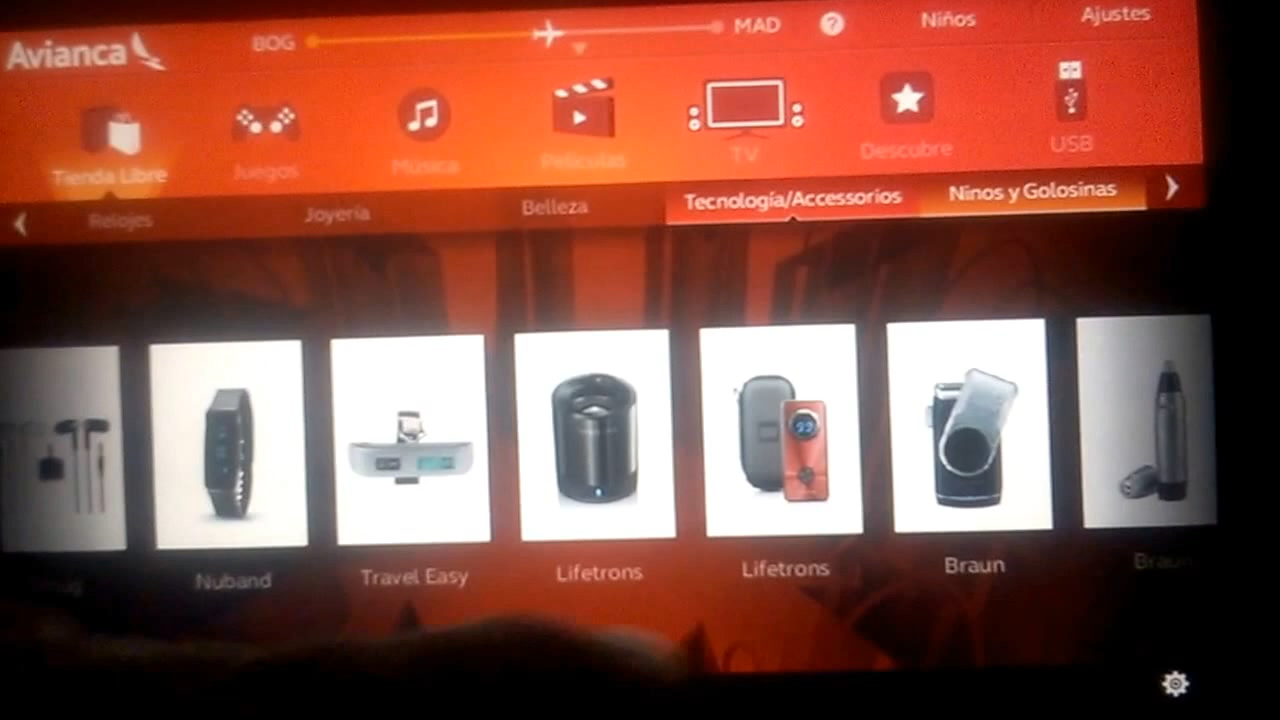 Avianca
BOG MAD ? Niños Ajustes
Tienda Libre Juegos Música Películas TV Descubre USB
Relojes Joyería Belleza Tecnología/Accessorios Ninos y Golosinas
Nuband Travel Easy Lifetrons Lifetrons Braun Braun